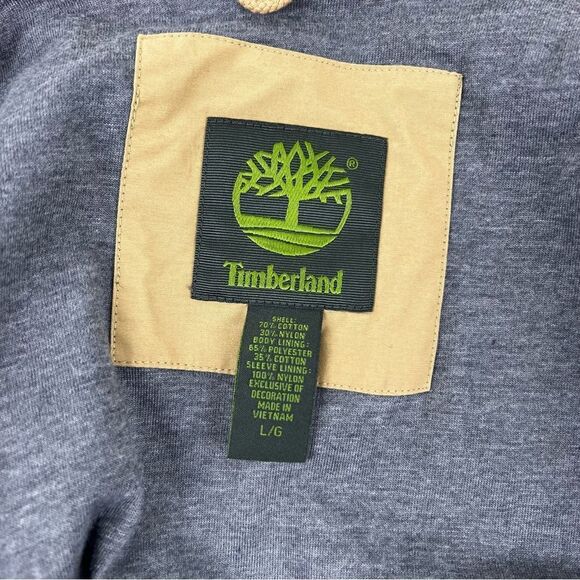 ®
Timberland
SHELL:
70% COTTON
30% NYLON
BODY LINING:
65% POLYESTER
35% COTTON
SLEEVE LINING:
100% NYLON
EXCLUSIVE OF
DECORATION
MADE IN
VIETNAM
L/G